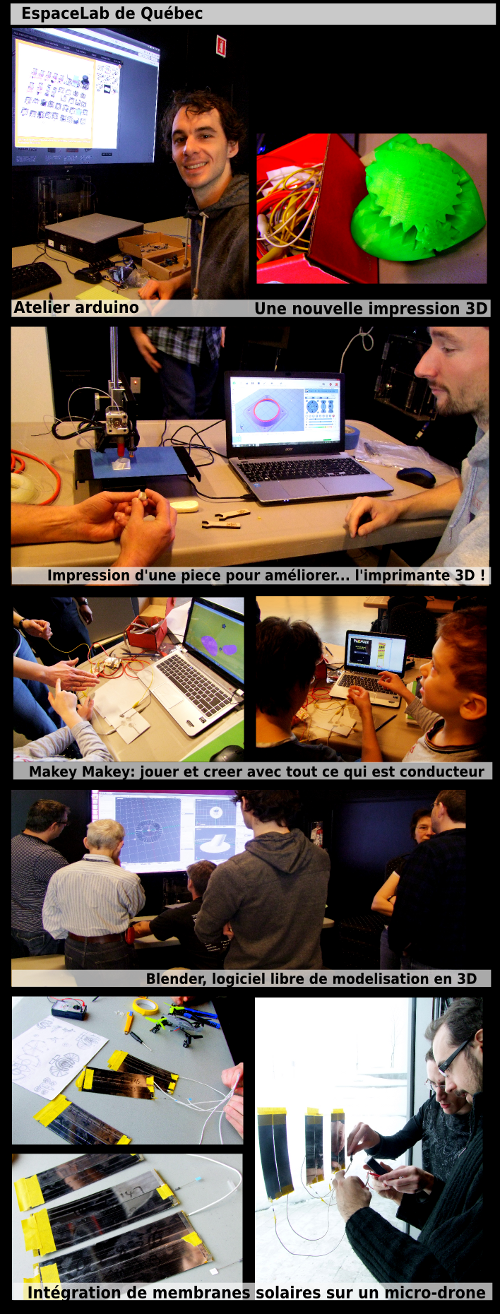 EspaceLab de Québec
Atelier arduino
Une nouvelle impression 3D
Impression d'une piece pour améliorer... l'imprimante 3D !
Makey Makey: jouer et creer avec tout ce qui est conducteur
Blender, logiciel libre de modelisation en 3D
Intégration de membranes solaires sur un micro-drone